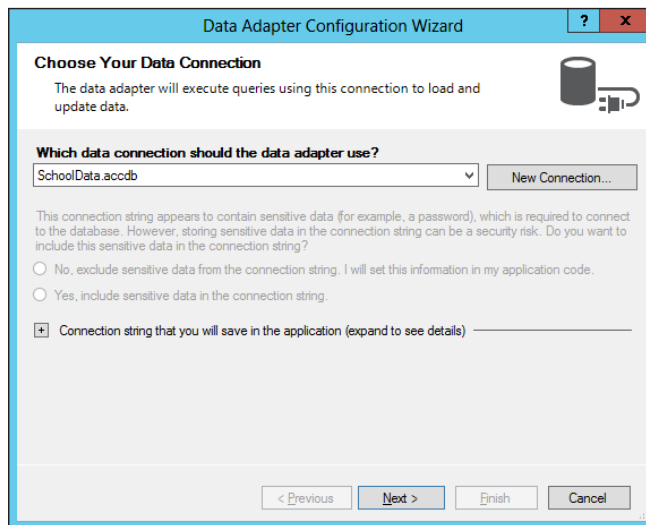 Data Adapter Configuration Wizard
?
x
Choose Your Data Connection
The data adapter will execute queries using this connection to load and
update data.
Which data connection should the data adapter use?
SchoolData.accdb
New Connection...
This connection string appears to contain sensitive data (for example, a password), which is required to connect
to the database. However, storing sensitive data in the connection string can be a security risk. Do you want to
include this sensitive data in the connection string?
No, exclude sensitive data from the connection string. I will set this information in my application code.
Yes, include sensitive data in the connection string.
+ Connection string that you will save in the application (expand to see details)
< Previous
Next >
Finish
Cancel